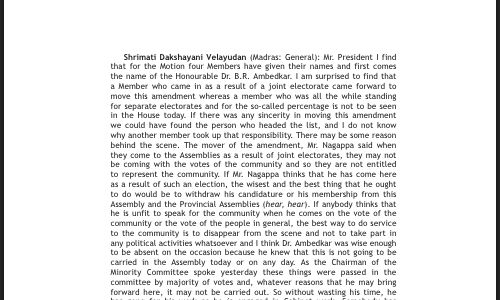 Shrimati Dakshayani Velayudan (Madras: General): Mr. President I find
that for the Motion four Members have given their names and first comes
the name of the Honourable Dr. B.R. Ambedkar. I am surprised to find that
a Member who came in as a result of a joint electorate came forward to
move this amendment whereas a member who was all the while standing
for separate electorates and for the so-called percentage is not to be seen
in the House today. If there was any sincerity in moving this amendment
we could have found the person who headed the list, and I do not know
why another member took up that responsibility. There may be some reason
behind the scene. The mover of the amendment, Mr. Nagappa said when
they come to the Assemblies as a result of joint electorates, they may not
be coming with the votes of the community and so they are not entitled
to represent the community. If Mr. Nagappa thinks that he has come here
as a result of such an election, the wisest and the best thing that he ought
to do would be to withdraw his candidature or his membership from this
Assembly and the Provincial Assemblies (hear, hear). If anybody thinks that
he is unfit to speak for the community when he comes on the vote of the
community or the vote of the people in general, the best way to do service
to the community is to disappear from the scene and not to take part in
any political activities whatsoever and I think Dr. Ambedkar was wise enough
to be absent on the occasion because he knew that this is not going to be
carried in the Assembly today or on any day. As the Chairman of the
Minority Committee spoke yesterday these things were passed in the
committee by majority of votes and, whatever reasons that he may bring
forward here, it may not be carried out. So without wasting his time, he